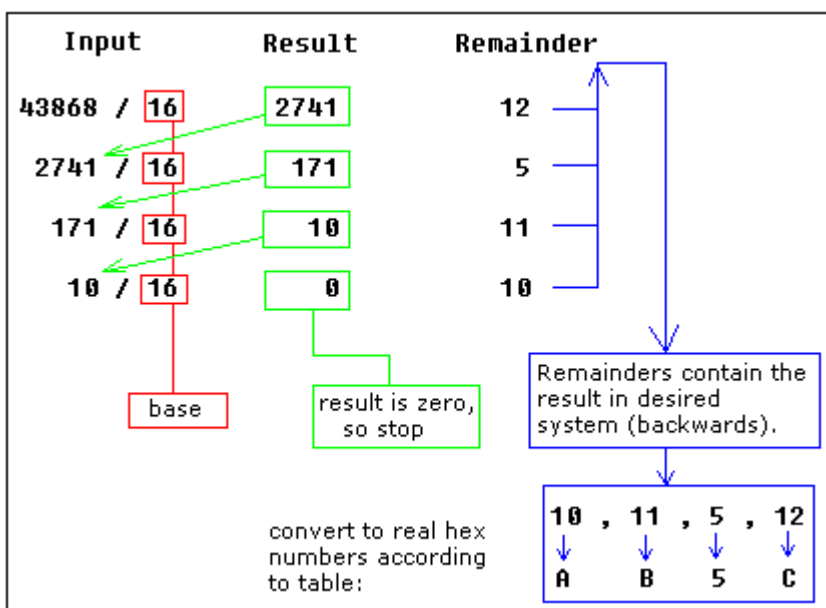 Input Result Remainder
43868 / 16 2741 12
2741 / 16 171 5
171 / 16 10 11
10 / 16 0 10
base
result is zero,
so stop
Remainders contain the
result in desired
system (backwards).
convert to real hex
numbers according
to table:
10 , 11 , 5 , 12
A B 5 C